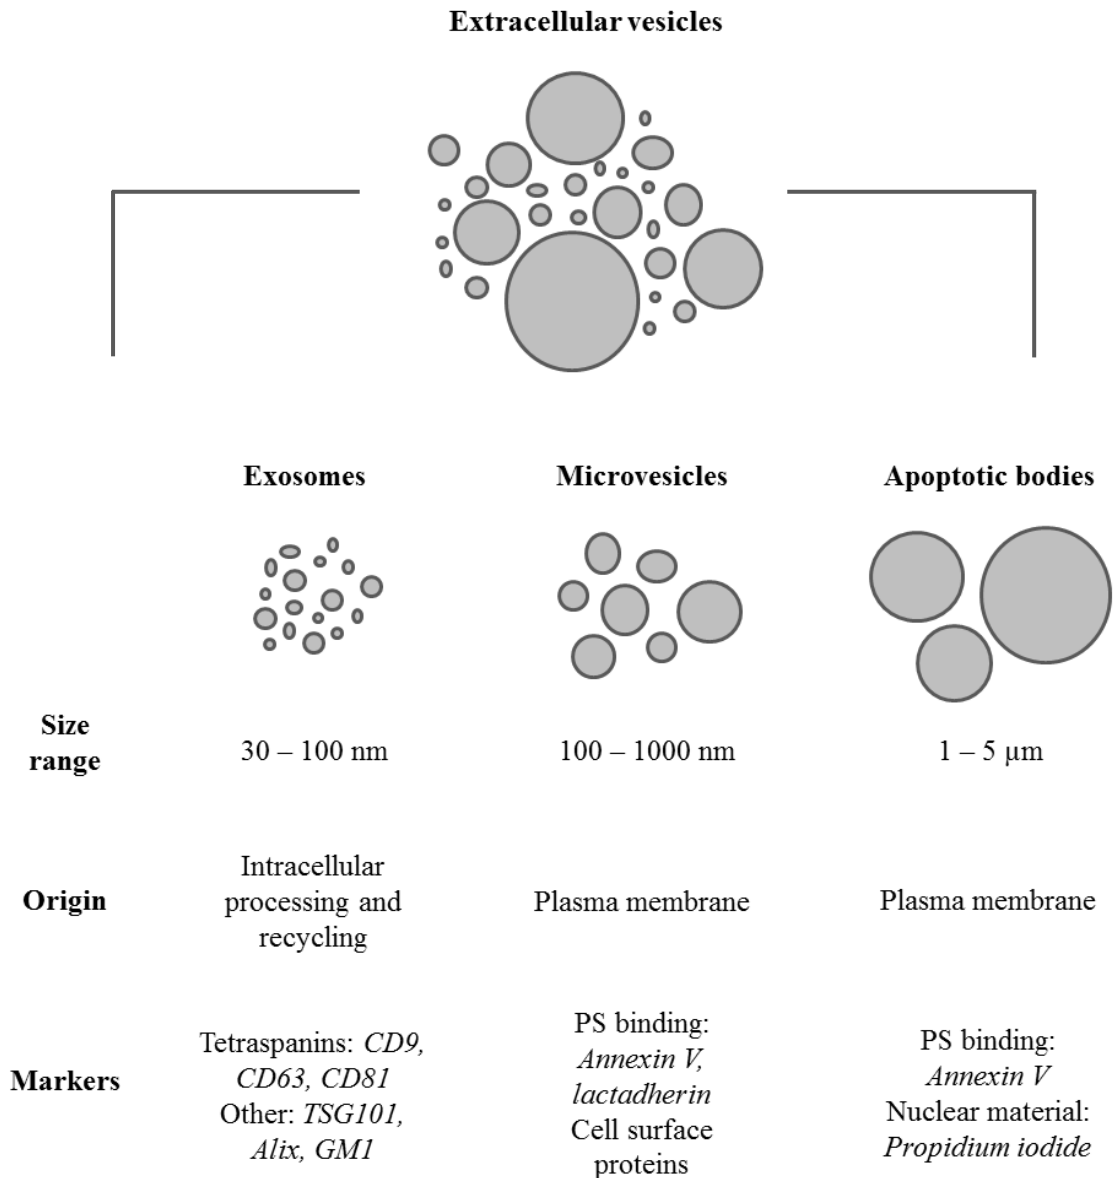 Extracellular vesicles
Exosomes
Microvesicles
Apoptotic bodies
Size
range
30 – 100 nm
100 – 1000 nm
1 – 5 µm
Origin
Intracellular
processing and
recycling
Plasma membrane
Plasma membrane
Markers
Tetraspanins: CD9,
CD63, CD81
Other: TSG101,
Alix, GM1
PS binding:
Annexin V,
lactadherin
Cell surface
proteins
PS binding:
Annexin V
Nuclear material:
Propidium iodide